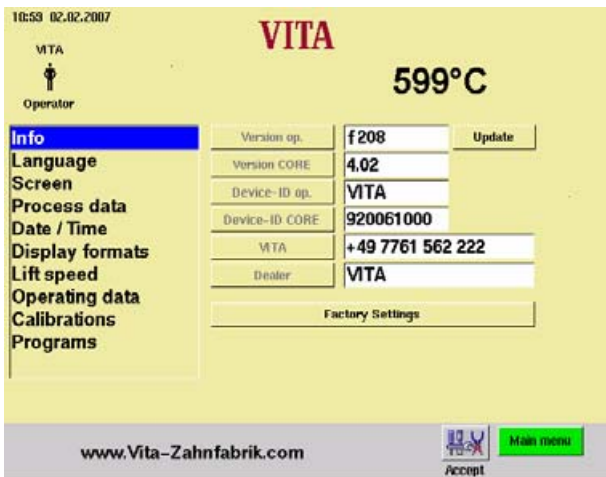 10:59 02.02.2007
VITA
VITA
599°C
Operator
Info
Language
Screen
Process data
Date / Time
Display formats
Lift speed
Operating data
Calibrations
Programs
Version op. f208 Update
Version CORE 4.02
Device-ID op. VITA
Device-ID CORE 920061000
VITA +49 7761 562 222
Dealer VITA
Factory Settings
www.Vita-Zahnfabrik.com
Accept
Main menu